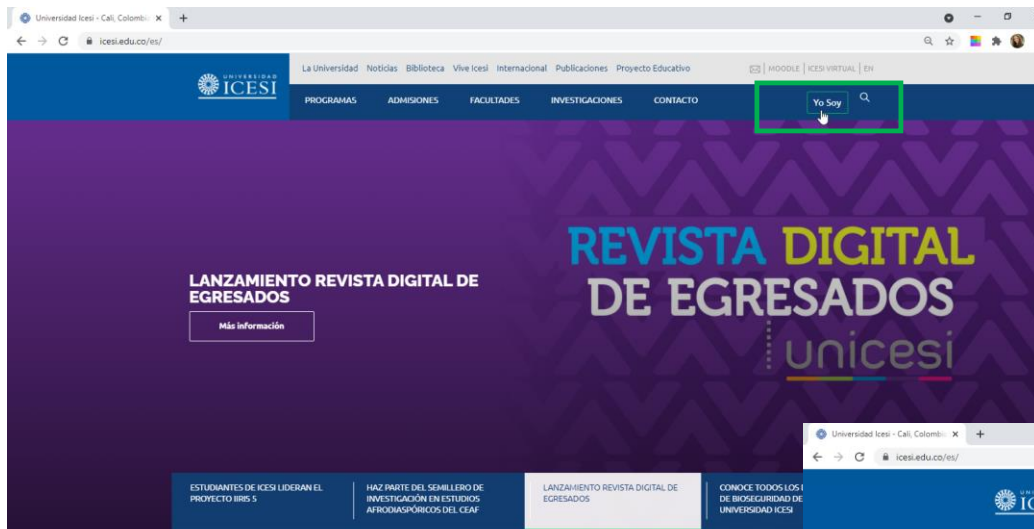 Universidad Icesi - Cali, Colombi
icesi.edu.co/es/
La Universidad Noticias Biblioteca Vive Icesi Internacional Publicaciones Proyecto Educativo
MOODLE | ICESI VIRTUAL | EN
UNIVERSIDAD
ICESI
PROGRAMAS ADMISIONES FACULTADES INVESTIGACIONES CONTACTO
Yo Soy
LANZAMIENTO REVISTA DIGITAL DE
EGRESADOS
Más información
REVISTA DIGITAL
DE EGRESADOS
unicesi
ESTUDIANTES DE ICESI LIDERAN EL
PROYECTO IIRIS 5
HAZ PARTE DEL SEMILLERO DE
INVESTIGACIÓN EN ESTUDIOS
AFRODIASPÓRICOS DEL CEAF
LANZAMIENTO REVISTA DIGITAL DE
EGRESADOS
CONOCE TODOS LOS
DE BIOSEGURIDAD DE
UNIVERSIDAD ICESI
Universidad Icesi - Cali, Colombi
icesi.edu.co/es/